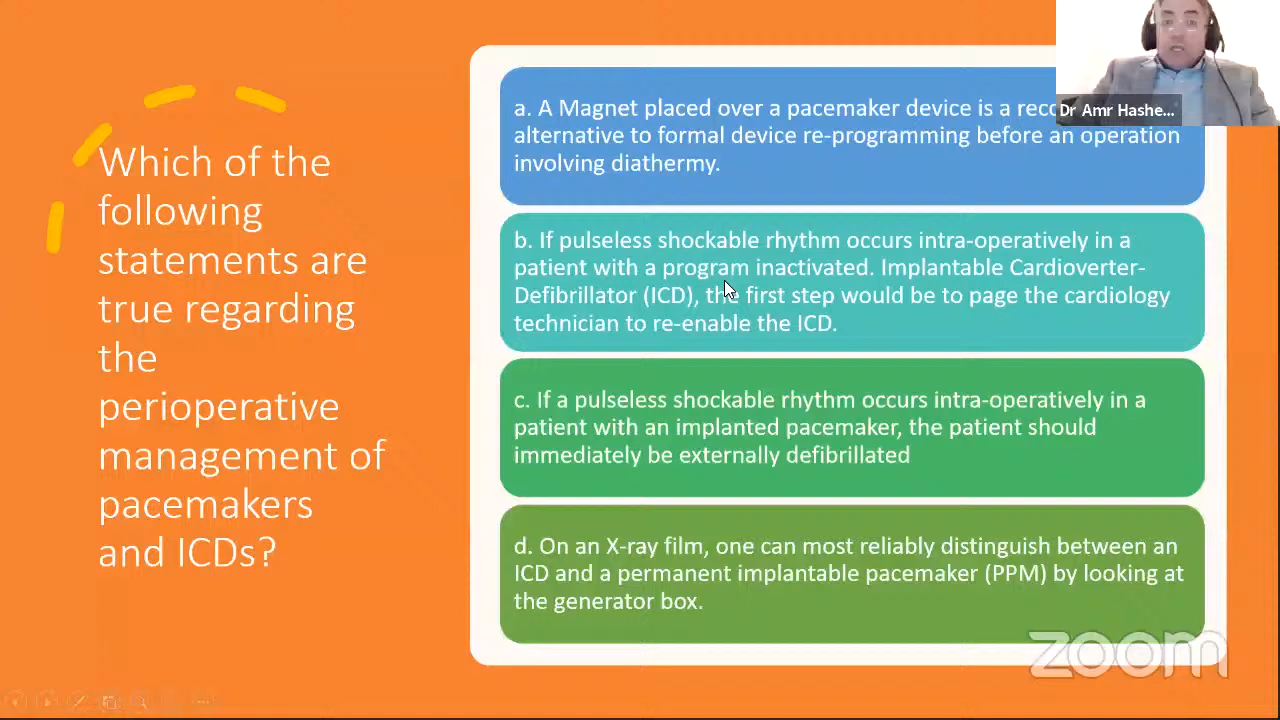 Which of the
following
statements are
true regarding
the
perioperative
management of
pacemakers
and ICDs?
a. A Magnet placed over a pacemaker device is a
alternative to formal device re-programming before an operation
involving diathermy.
b. If pulseless shockable rhythm occurs intra-operatively in a
patient with a program inactivated. Implantable Cardioverter-
Defibrillator (ICD), the first step would be to page the cardiology
technician to re-enable the ICD.
c. If a pulseless shockable rhythm occurs intra-operatively in a
patient with an implanted pacemaker, the patient should
immediately be externally defibrillated
d. On an X-ray film, one can most reliably distinguish between an
ICD and a permanent implantable pacemaker (PPM) by looking at
the generator box.
Dr Amr Hashe...
zoom